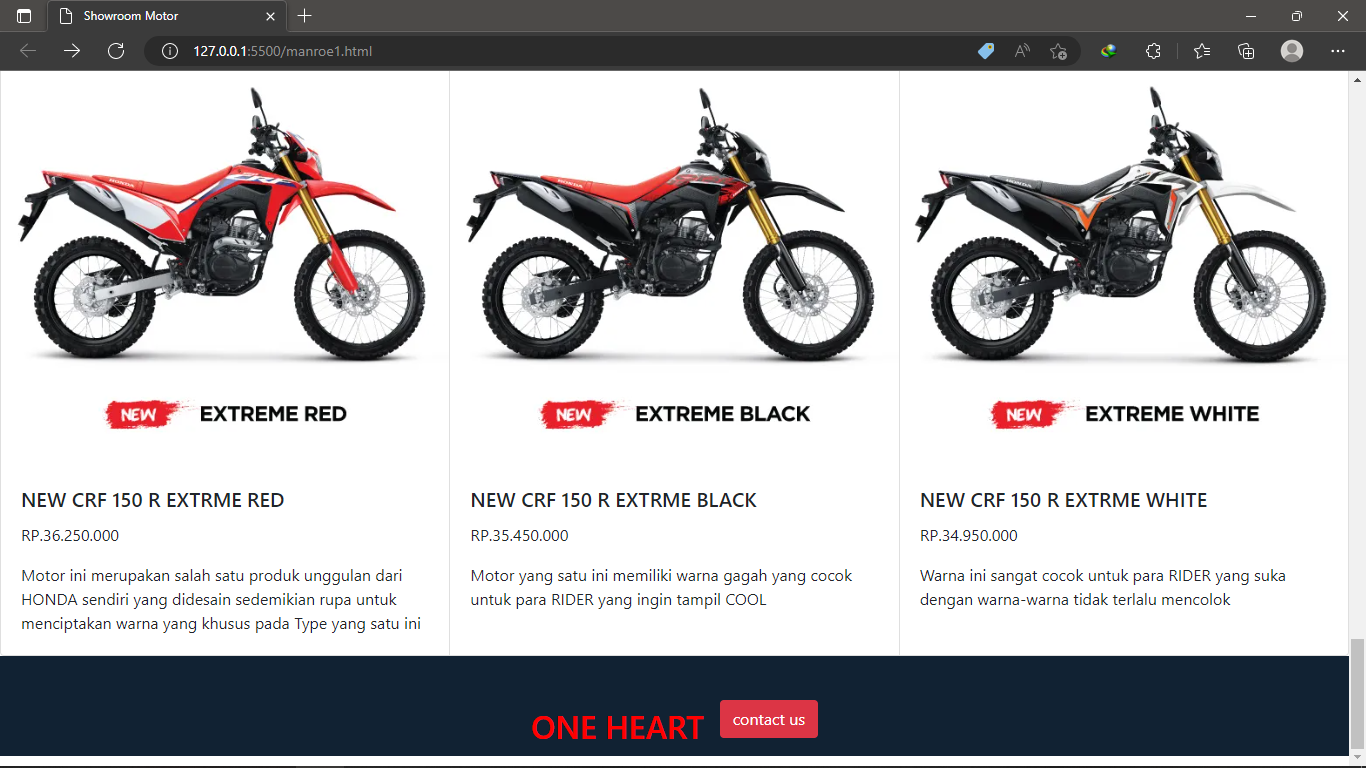 Showroom Motor
127.0.0.1:5500/manroe1.html
HONDA
HONDA
HONDA
NEW EXTREME RED
NEW EXTREME BLACK
NEW EXTREME WHITE
NEW CRF 150 R EXTRME RED
RP.36.250.000
Motor ini merupakan salah satu produk unggulan dari
HONDA sendiri yang didesain sedemikian rupa untuk
menciptakan warna yang khusus pada Type yang satu ini
NEW CRF 150 R EXTRME BLACK
RP.35.450.000
Motor yang satu ini memiliki warna gagah yang cocok
untuk para RIDER yang ingin tampil COOL
NEW CRF 150 R EXTRME WHITE
RP.34.950.000
Warna ini sangat cocok untuk para RIDER yang suka
dengan warna-warna tidak terlalu mencolok
ONE HEART contact us